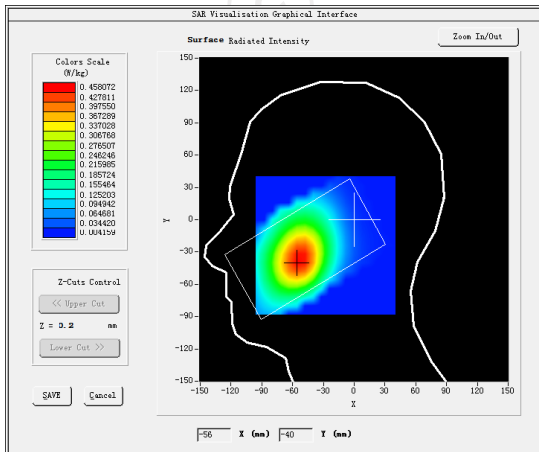 SAR Visualisation Graphical Interface
Surface Radiated Intensity
Zoom In/Out
Colors Scale
(W/kg)
0.458072
0.427811
0.397550
0.367289
0.337028
0.306768
0.276507
0.246246
0.215985
0.185724
0.155464
0.125203
0.094942
0.064681
0.034420
0.004159
Z-Cuts Control
<< Upper Cut
Z = 0.2 mm
Lower Cut >>
SAVE Cancel
150
120
90
60
30
0
-30
-60
-90
-120
-150
Y
-150 -120 -90 -60 -30 0 30 60 90 120 150
X
-56 X (mm) -40 Y (mm)